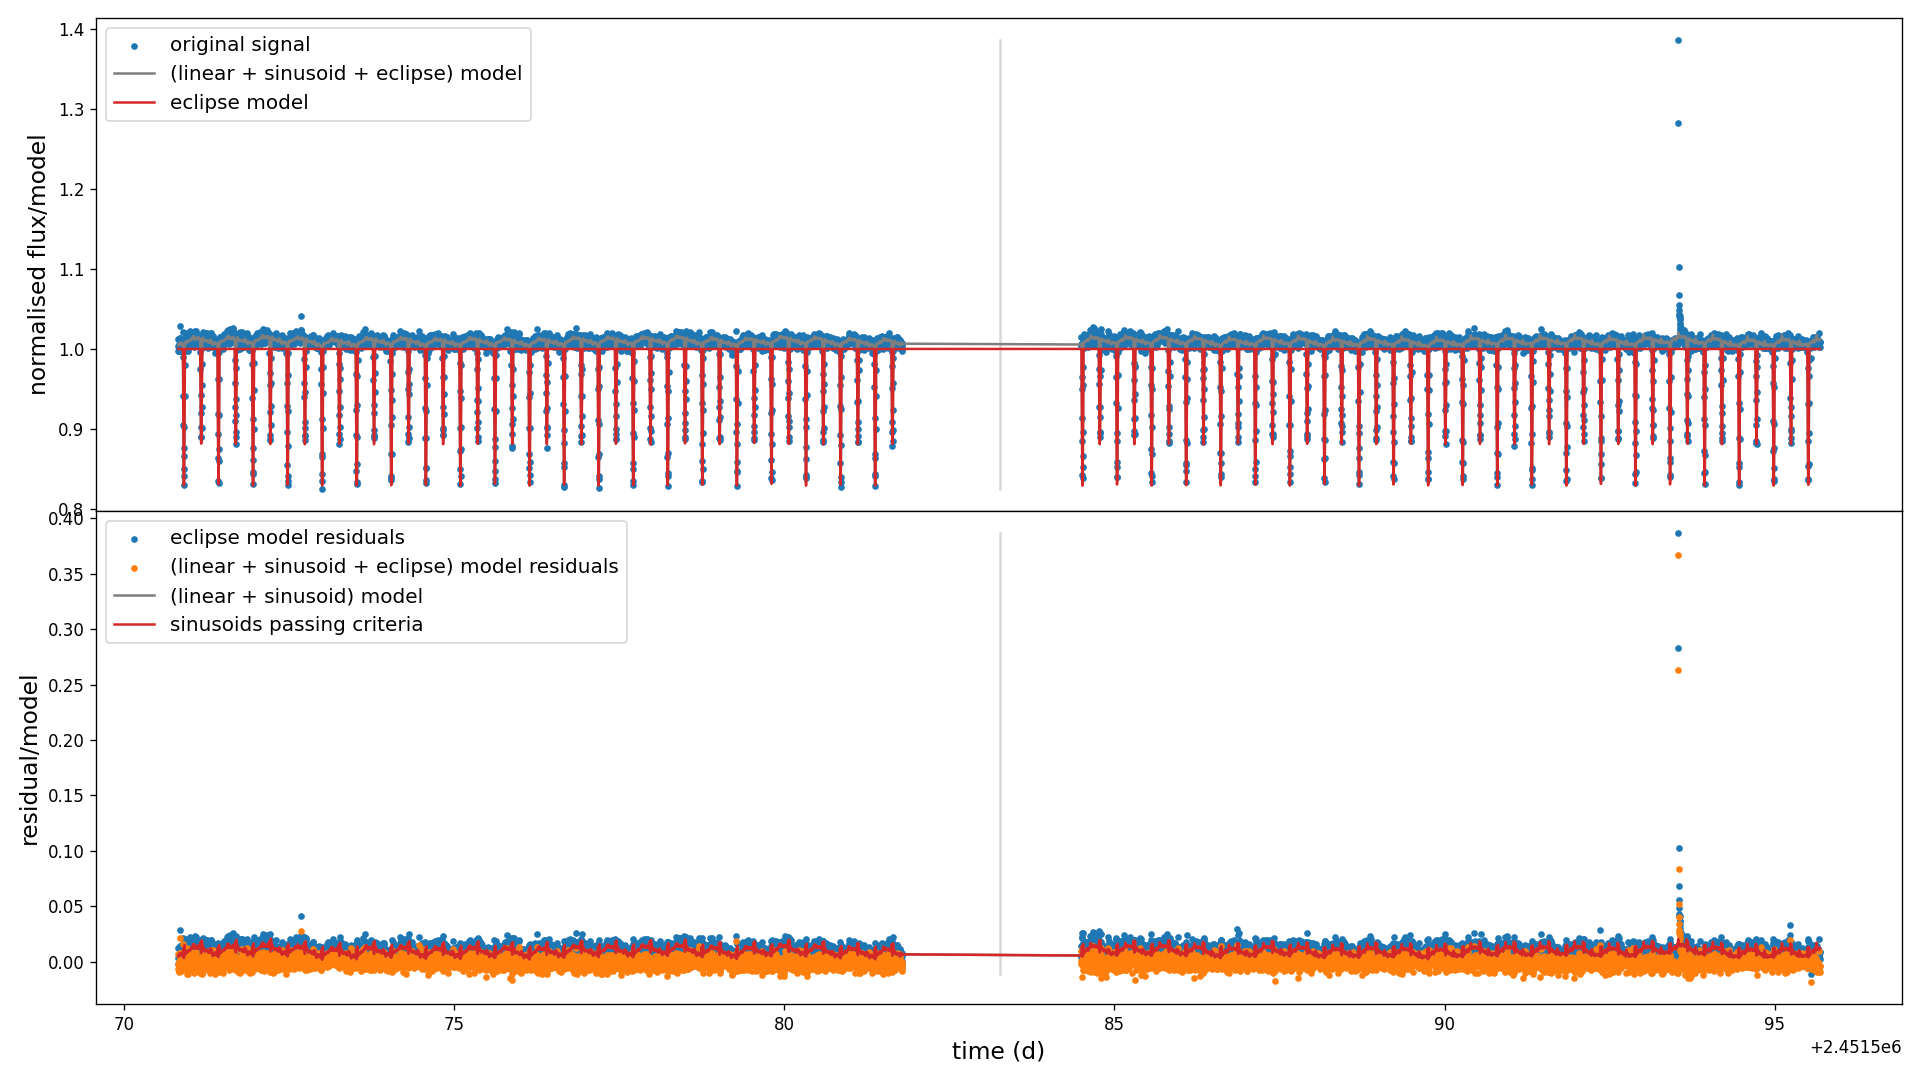 original signal
(linear + sinusoid + eclipse) model
eclipse model
normalised flux/model
1.4
1.3
1.2
1.1
1.0
0.9
0.8
eclipse model residuals
(linear + sinusoid + eclipse) model residuals
(linear + sinusoid) model
sinusoids passing criteria
residual/model
0.40
0.35
0.30
0.25
0.20
0.15
0.10
0.05
0.00
70 75 80 85 90 95
time (d)
+2.4515e6